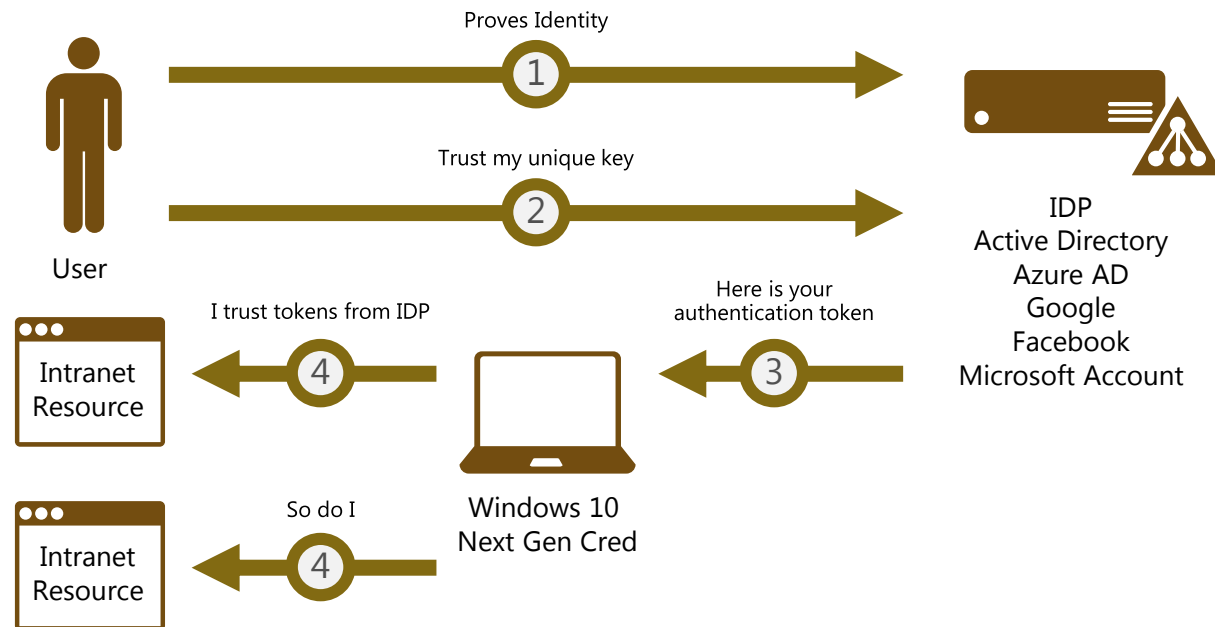 Proves Identity
1
Trust my unique key
2
User
IDP
Active Directory
Azure AD
Google
Facebook
Microsoft Account
Here is your
authentication token
3
I trust tokens from IDP
4
Intranet
Resource
Windows 10
Next Gen Cred
So do I
4
Intranet
Resource